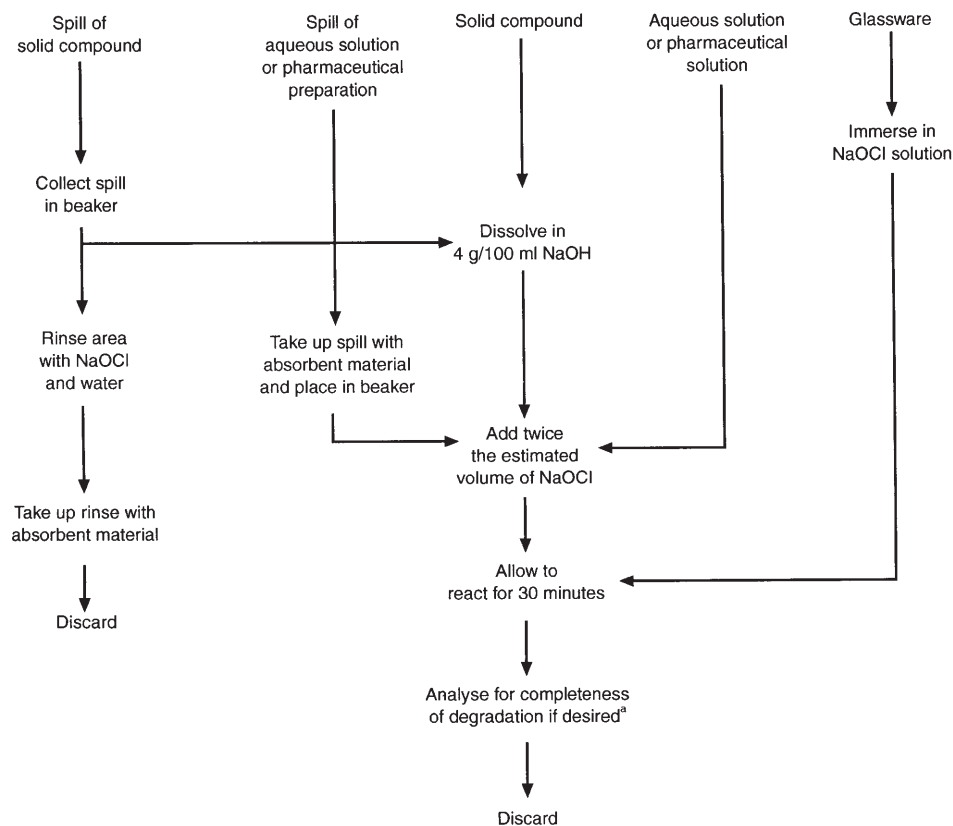 Spill of
solid compound
Spill of
aqueous solution
or pharmaceutical
preparation
Solid compound
Aqueous solution
or pharmaceutical
solution
Glassware
Immerse in
NaOCl solution
Collect spill
in beaker
Dissolve in
4 g/100 ml NaOH
Rinse area
with NaOCl
and water
Take up spill with
absorbent material
and place in beaker
Add twice
the estimated
volume of NaOCl
Take up rinse with
absorbent material
Allow to
react for 30 minutes
Discard
Analyse for completeness
of degradation if desiredᵃ
Discard